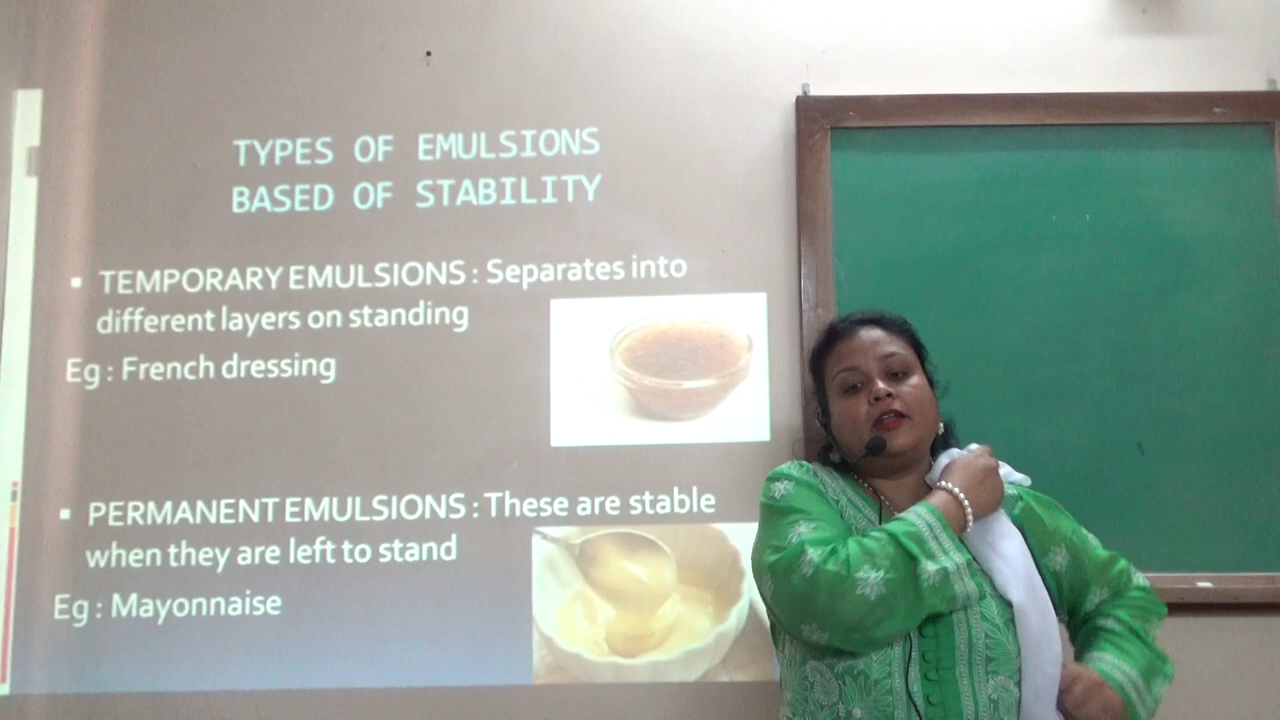 TYPES OF EMULSIONS
BASED OF STABILITY
▪ TEMPORARY EMULSIONS : Separates into
different layers on standing
Eg : French dressing
▪ PERMANENT EMULSIONS : These are stable
when they are left to stand
Eg : Mayonnaise